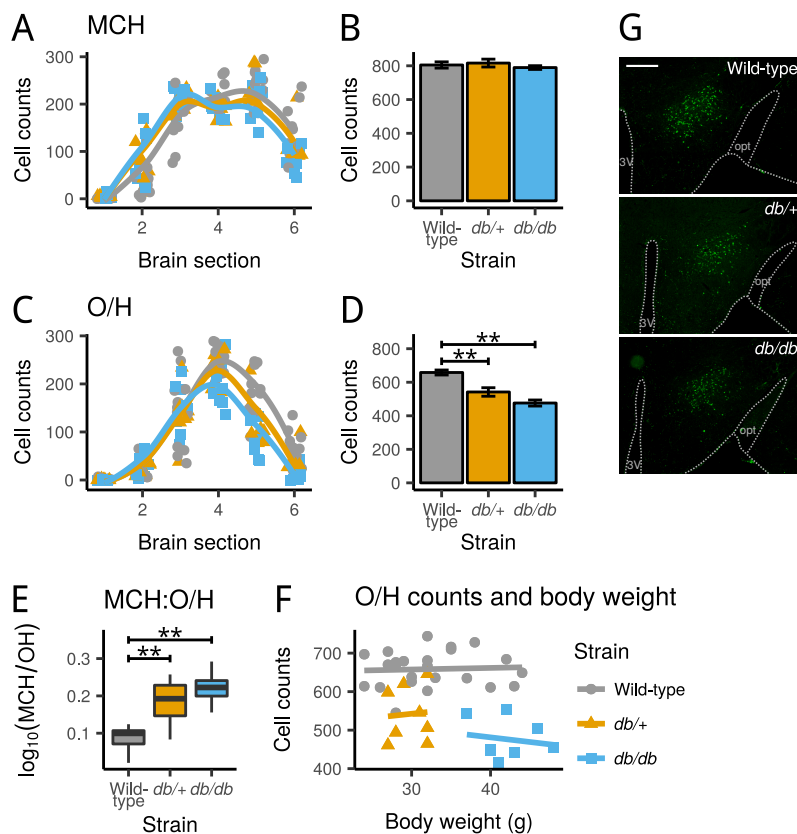 A MCH
Cell counts
300
200
100
0
2 4 6
Brain section
B
Cell counts
800
600
400
200
0
Wild-
type db/+ db/db
Strain
C O/H
Cell counts
300
200
100
0
2 4 6
Brain section
D
Cell counts
800
600
400
200
0
**
**
Wild-
type db/+ db/db
Strain
E MCH:O/H
log10(MCH/OH)
0.3
0.2
0.1
**
**
Wild-
type db/+ db/db
Strain
F O/H counts and body weight
Cell counts
700
600
500
400
30 40
Body weight (g)
Strain
Wild-type
db/+
db/db
G
Wild-type
3V
opt
db/+
3V
opt
db/db
3V
opt